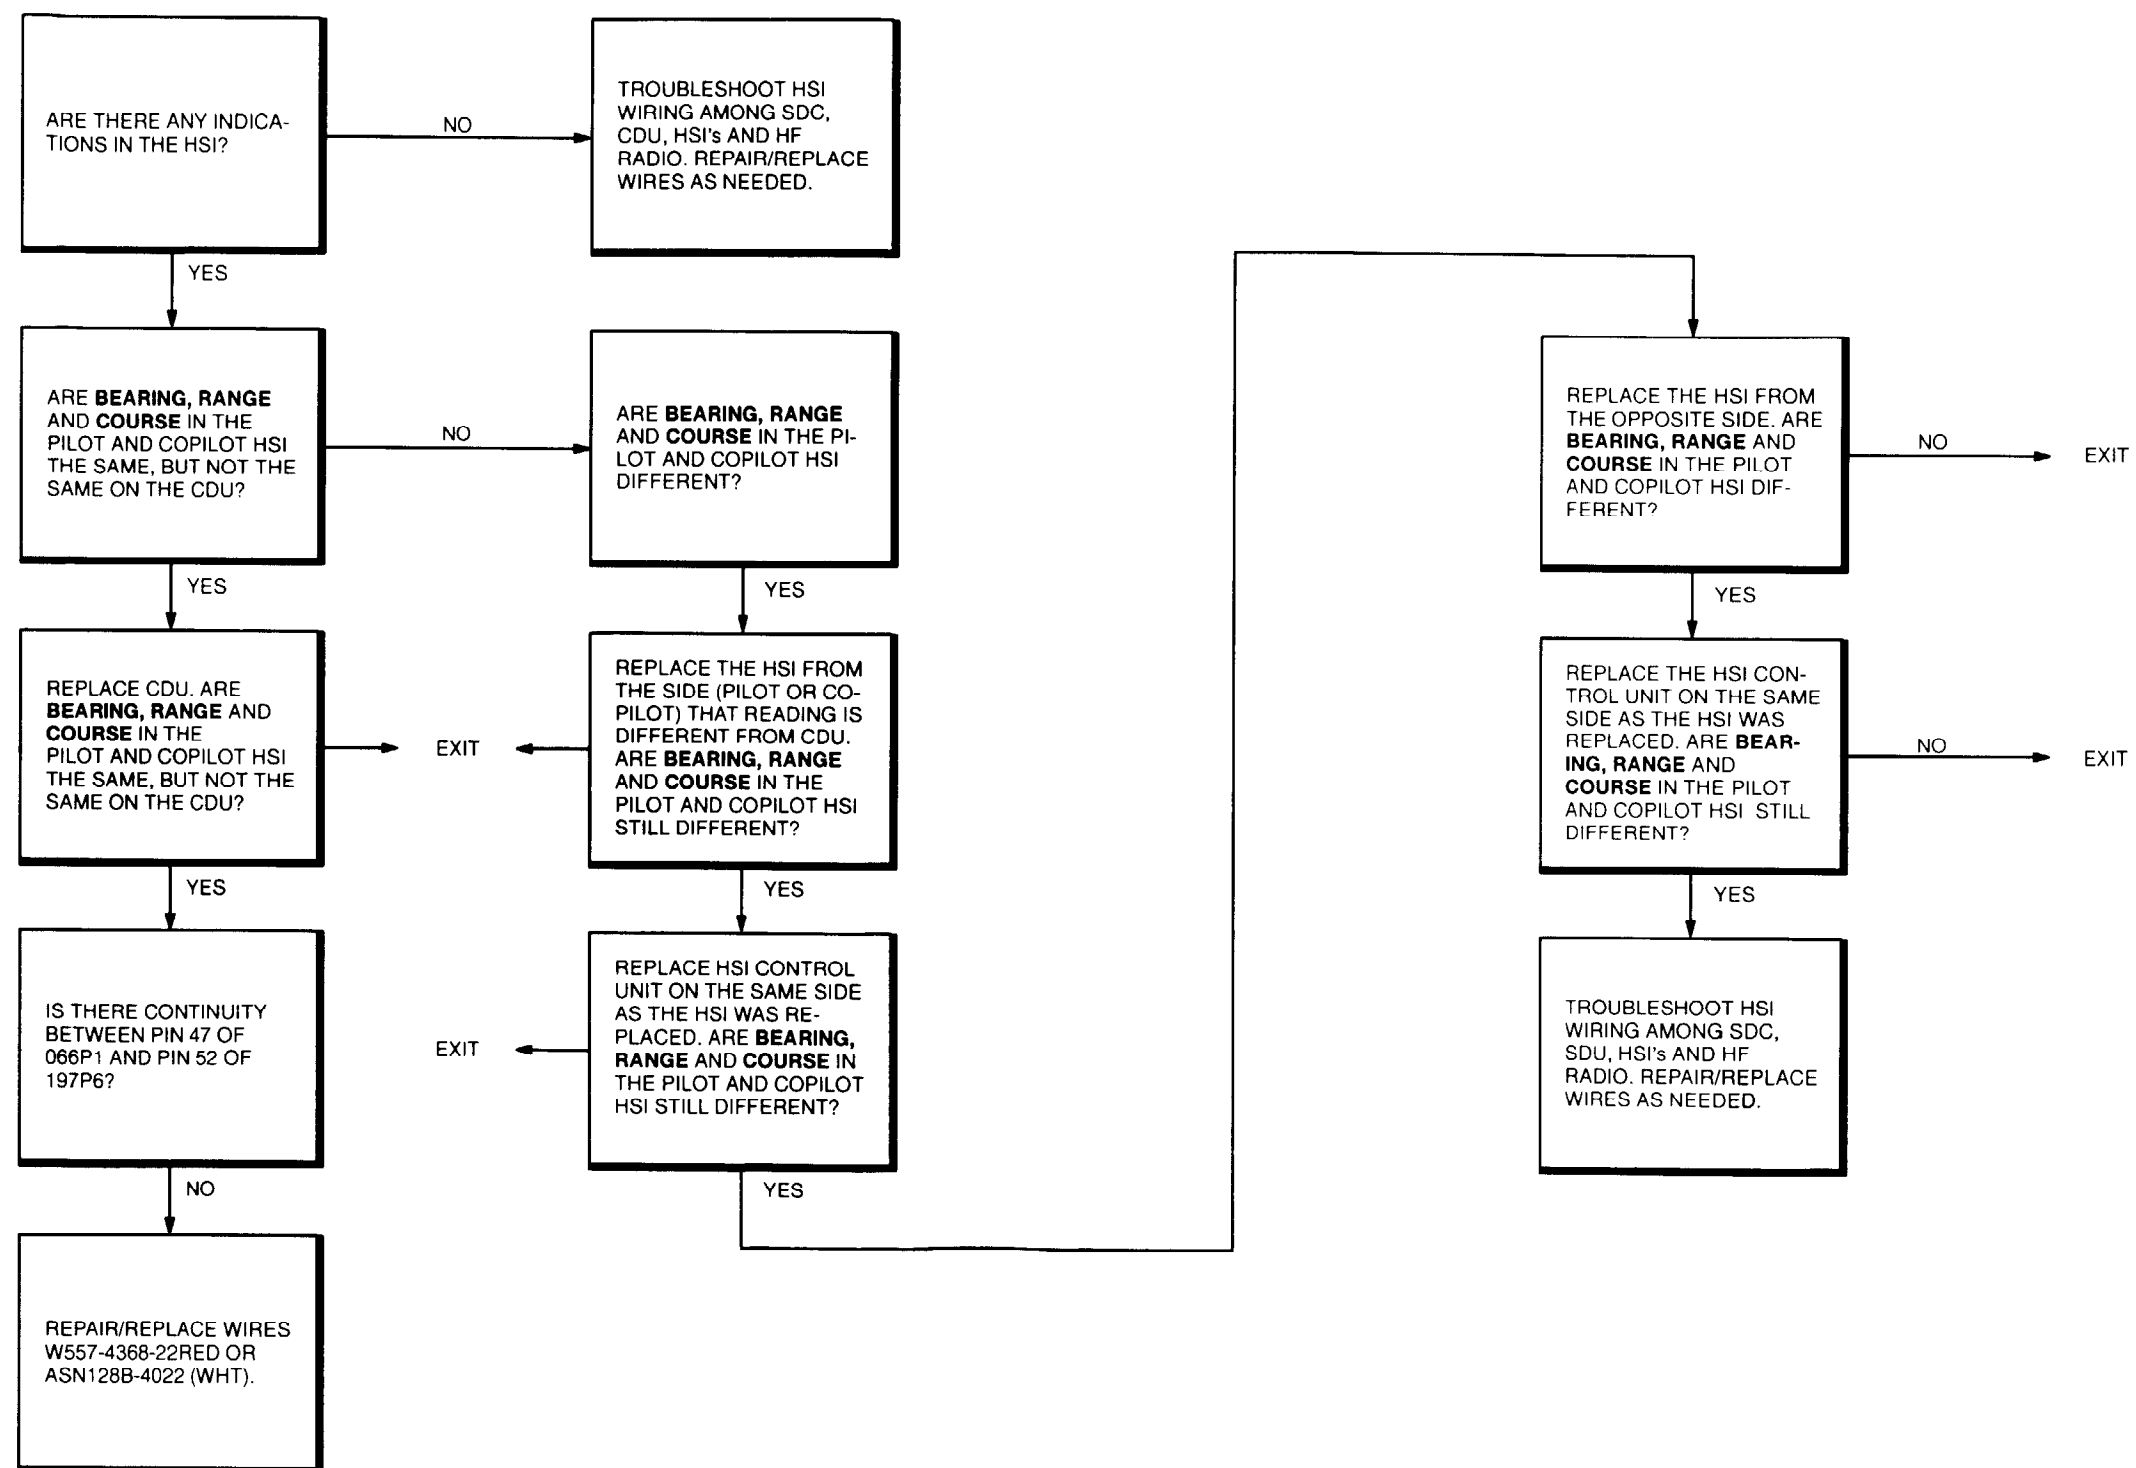 ARE THERE ANY INDICA-
TIONS IN THE HSI?
NO
TROUBLESHOOT HSI
WIRING AMONG SDC,
CDU, HSI's AND HF
RADIO. REPAIR/REPLACE
WIRES AS NEEDED.
YES
ARE BEARING, RANGE
AND COURSE IN THE
PILOT AND COPILOT HSI
THE SAME, BUT NOT THE
SAME ON THE CDU?
NO
ARE BEARING, RANGE
AND COURSE IN THE PI-
LOT AND COPILOT HSI
DIFFERENT?
YES
YES
REPLACE CDU. ARE
BEARING, RANGE AND
COURSE IN THE
PILOT AND COPILOT HSI
THE SAME, BUT NOT THE
SAME ON THE CDU?
EXIT
REPLACE THE HSI FROM
THE SIDE (PILOT OR CO-
PILOT) THAT READING IS
DIFFERENT FROM CDU.
ARE BEARING, RANGE
AND COURSE IN THE
PILOT AND COPILOT HSI
STILL DIFFERENT?
YES
YES
IS THERE CONTINUITY
BETWEEN PIN 47 OF
066P1 AND PIN 52 OF
197P6?
EXIT
REPLACE HSI CONTROL
UNIT ON THE SAME SIDE
AS THE HSI WAS RE-
PLACED. ARE BEARING,
RANGE AND COURSE IN
THE PILOT AND COPILOT
HSI STILL DIFFERENT?
NO
YES
REPAIR/REPLACE WIRES
W557-4368-22RED OR
ASN128B-4022 (WHT).
REPLACE THE HSI FROM
THE OPPOSITE SIDE. ARE
BEARING, RANGE AND
COURSE IN THE PILOT
AND COPILOT HSI DIF-
FERENT?
NO
EXIT
YES
REPLACE THE HSI CON-
TROL UNIT ON THE SAME
SIDE AS THE HSI WAS
REPLACED. ARE BEAR-
ING, RANGE AND
COURSE IN THE PILOT
AND COPILOT HSI STILL
DIFFERENT?
NO
EXIT
YES
TROUBLESHOOT HSI
WIRING AMONG SDC,
SDU, HSI's AND HF
RADIO. REPAIR/REPLACE
WIRES AS NEEDED.